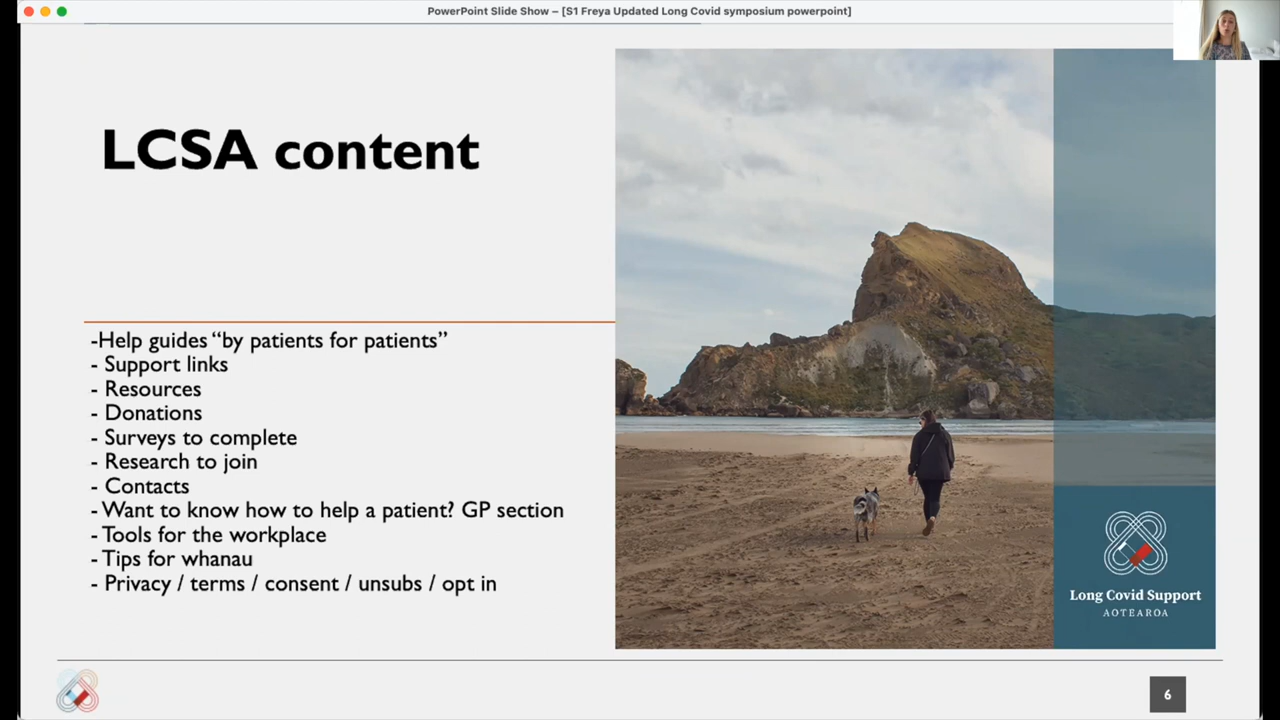 PowerPoint Slide Show – [S1 Freya Updated Long Covid symposium powerpoint]
LCSA content
-Help guides “by patients for patients”
- Support links
- Resources
- Donations
- Surveys to complete
- Research to join
- Contacts
- Want to know how to help a patient? GP section
- Tools for the workplace
- Tips for whanau
- Privacy / terms / consent / unsubs / opt in
Long Covid Support
AOTEAROA
6